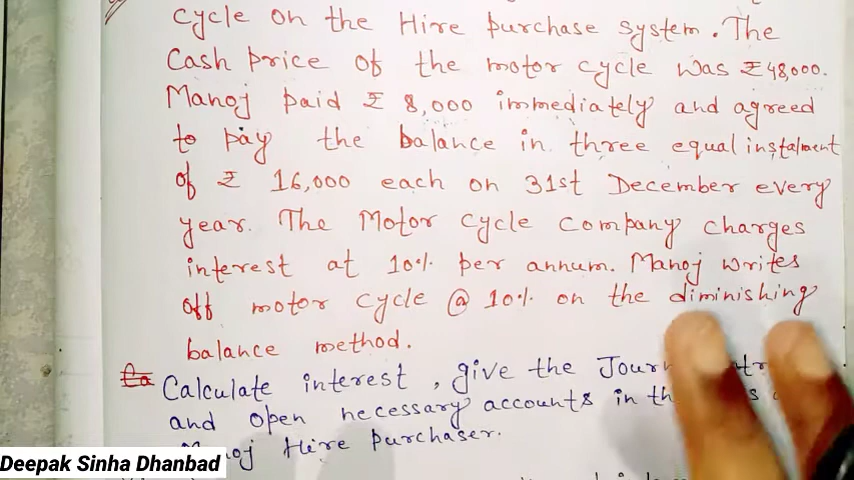 cycle on the Hire purchase system. The
Cash price of the motor cycle was ₹48,000.
Manoj paid ₹ 8,000 immediately and agreed
to pay the balance in three equal instalment
of ₹ 16,000 each on 31st December every
year. The Motor cycle company charges
interest at 10% per annum. Manoj writes
off motor cycle @ 10% on the diminishing
balance method.
Calculate interest, give the
and open necessary accounts in
Hire purchaser.
Deepak Sinha Dhanbad